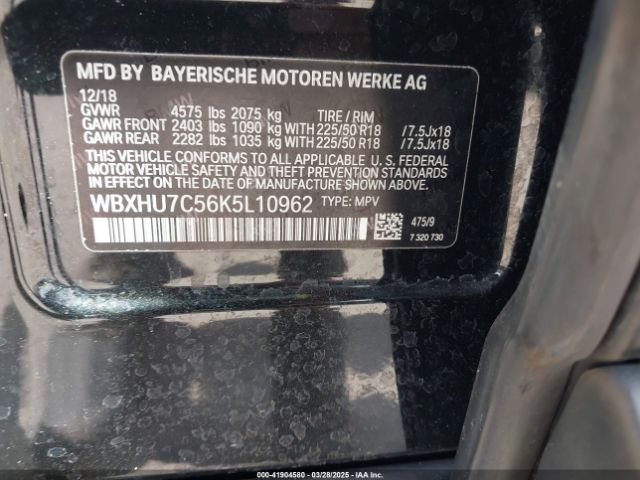 MFD BY BAYERISCHE MOTOREN WERKE AG
12/18
GVWR 4575 lbs 2075 kg TIRE / RIM
GAWR FRONT 2403 lbs 1090 kg WITH 225/50 R18 /7.5Jx18
GAWR REAR 2282 lbs 1035 kg WITH 225/50 R18 /7.5Jx18
THIS VEHICLE CONFORMS TO ALL APPLICABLE U. S. FEDERAL
MOTOR VEHICLE SAFETY, BUMPER, AND THEFT PREVENTION
STANDARDS IN EFFECT ON THE DATE OF MANUFACTURE SHOWN ABOVE.
WBXHU7C56K5L10962 TYPE: MPV
475/9
7 320 730
000-41904580 - 03/28/2025 - IAAI.COM